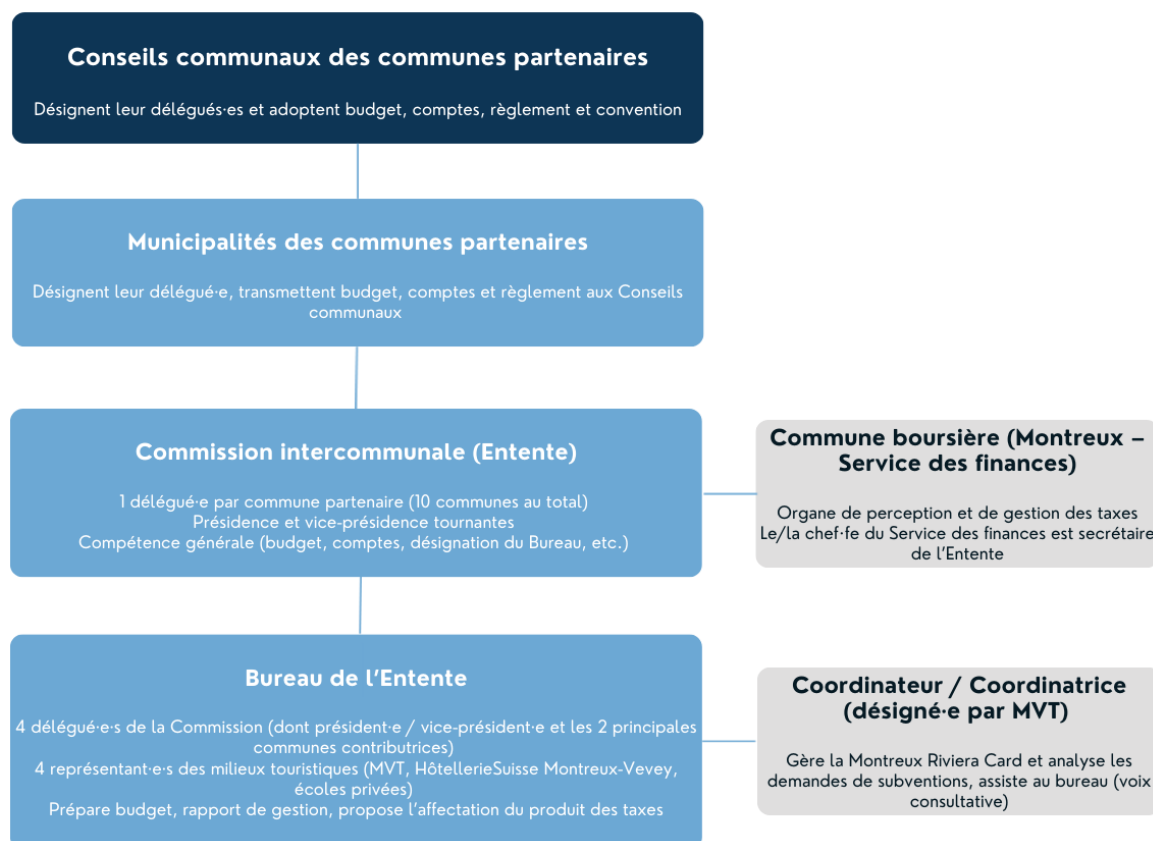 Conseils communaux des communes partenaires
Désignent leur délégués·es et adoptent budget, comptes, règlement et convention
Municipalités des communes partenaires
Désignent leur délégué·e, transmettent budget, comptes et règlement aux Conseils
communaux
Commission intercommunale (Entente)
1 délégué·e par commune partenaire (10 communes au total)
Présidence et vice-présidence tournantes
Compétence générale (budget, comptes, désignation du Bureau, etc.)
Commune boursière (Montreux –
Service des finances)
Organe de perception et de gestion des taxes
Le/la chef·fe du Service des finances est secrétaire
de l'Entente
Bureau de l'Entente
4 délégué·e·s de la Commission (dont président·e / vice-président·e et les 2 principales
communes contributrices)
4 représentant·e·s des milieux touristiques (MVT, HôtellerieSuisse Montreux-Vevey,
écoles privées)
Prépare budget, rapport de gestion, propose l'affectation du produit des taxes
Coordinateur / Coordinatrice
(désigné·e par MVT)
Gère la Montreux Riviera Card et analyse les
demandes de subventions, assiste au bureau (voix
consultative)